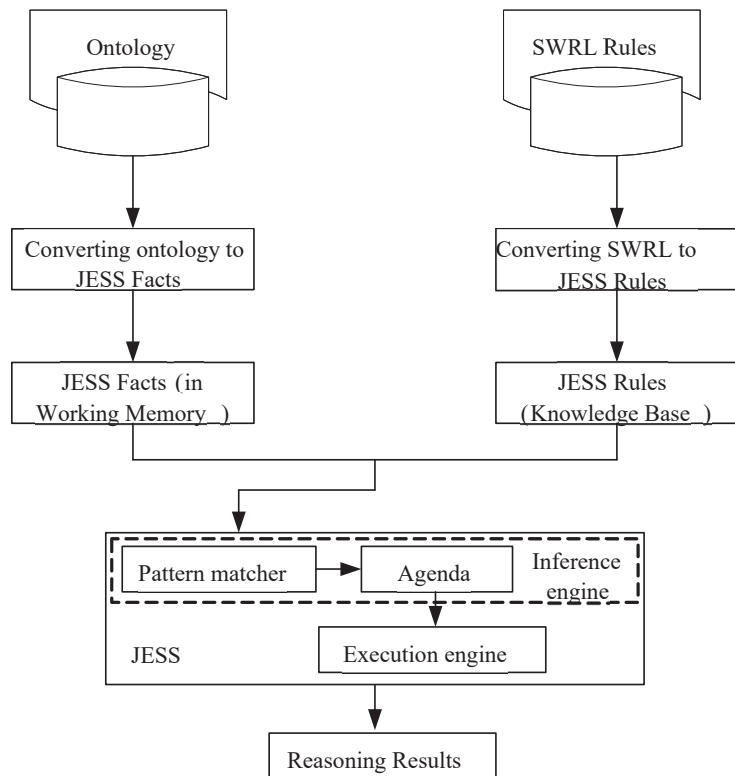 Ontology
SWRL Rules
Converting ontology to
JESS Facts
Converting SWRL to
JESS Rules
JESS Facts (in
Working Memory )
JESS Rules
(Knowledge Base )
Pattern matcher
Agenda
Inference
engine
JESS
Execution engine
Reasoning Results